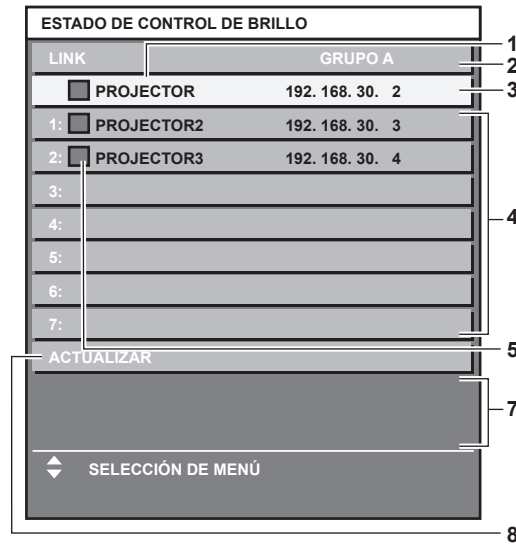 ESTADO DE CONTROL DE BRILLO
1
LINK GRUPO A 2
PROJECTOR 192. 168. 30. 2 3
1: PROJECTOR2 192. 168. 30. 3
2: PROJECTOR3 192. 168. 30. 4
3:
4: 4
5:
6:
7:
ACTUALIZAR 5
7
SELECCIÓN DE MENÚ
8